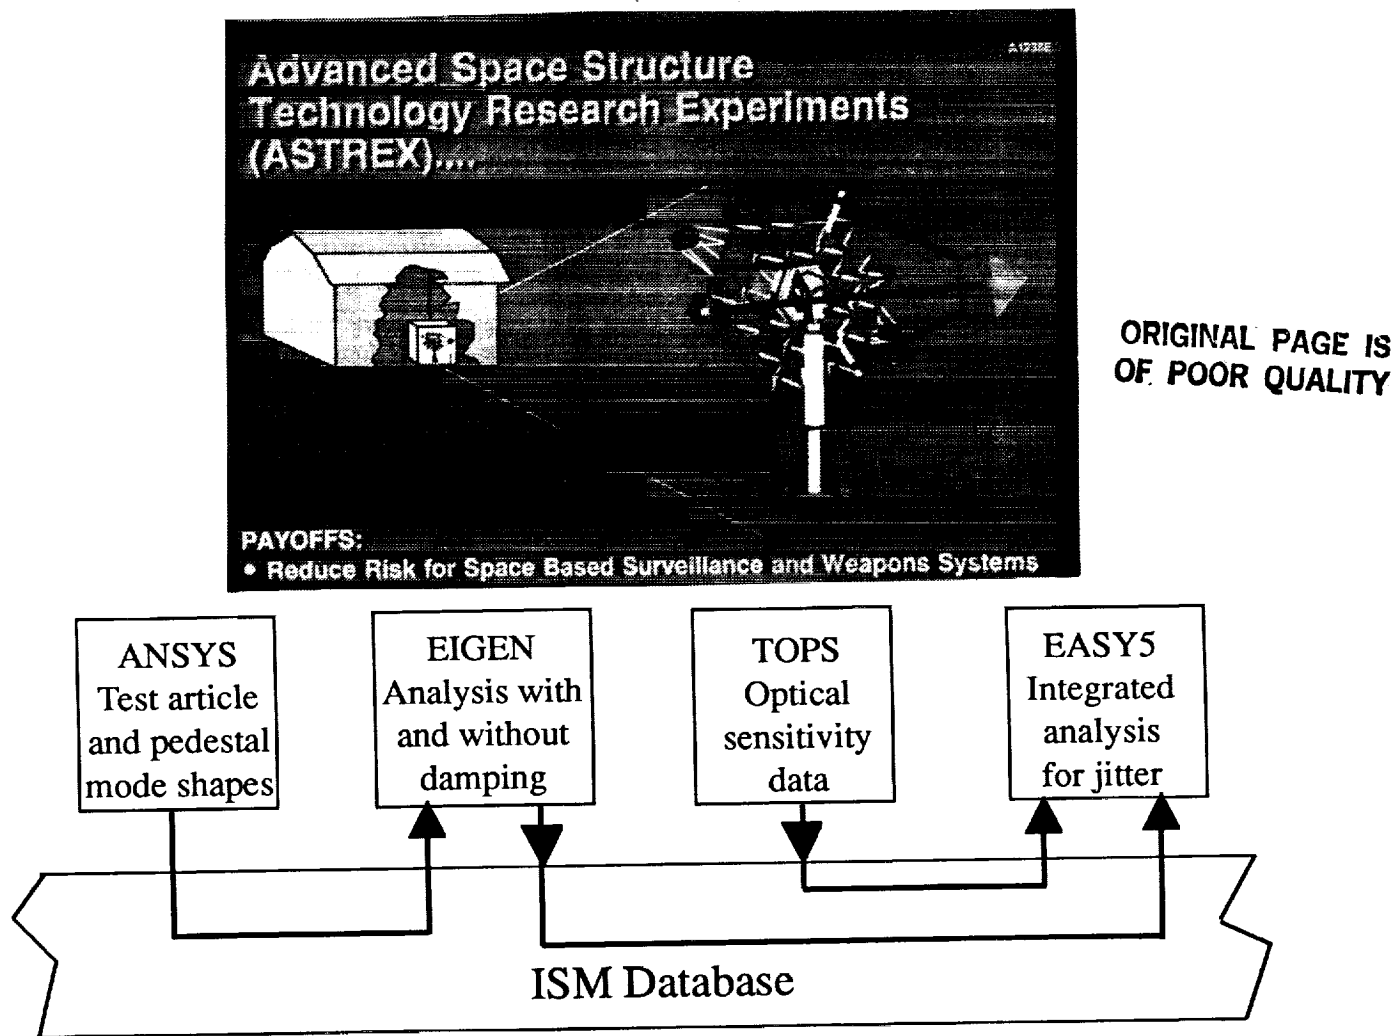 A1238E
Advanced Space Structure
Technology Research Experiments
(ASTREX)....
ORIGINAL PAGE IS
OF POOR QUALITY
PAYOFFS:
• Reduce Risk for Space Based Surveillance and Weapons Systems
ANSYS
Test article
and pedestal
mode shapes
EIGEN
Analysis with
and without
damping
TOPS
Optical
sensitivity
data
EASY5
Integrated
analysis
for jitter
ISM Database